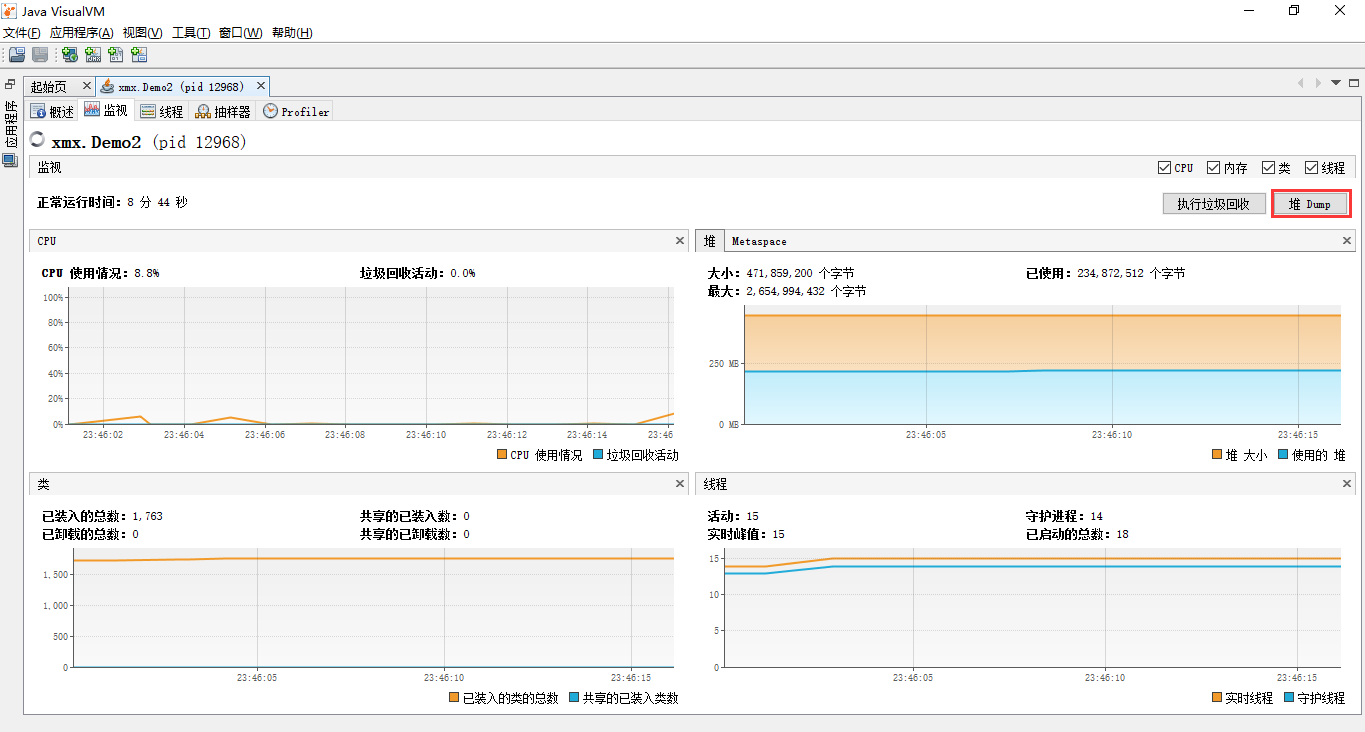 Java VisualVM
文件(F) 应用程序(A) 视图(V) 工具(T) 窗口(W) 帮助(H)
应用程序
起始页 xmx.Demo2 (pid 12968)
概述 监视 线程 抽样器 Profiler
xmx.Demo2 (pid 12968)
监视 CPU 内存 类 线程
正常运行时间: 8 分 44 秒
执行垃圾回收 堆 Dump
CPU
CPU 使用情况: 8.8% 垃圾回收活动: 0.0%
100%
80%
60%
40%
20%
0%
23:46:02 23:46:04 23:46:06 23:46:08 23:46:10 23:46:12 23:46:14 23:46
CPU 使用情况 垃圾回收活动
堆 Metaspace
大小: 471,859,200 个字节 已使用: 234,872,512 个字节
最大: 2,654,994,432 个字节
250 MB
0 MB
23:46:05 23:46:10 23:46:15
堆 大小 使用的 堆
类
已装入的总数: 1,763 共享的已装入数: 0
已卸载的总数: 0 共享的已卸载数: 0
1,500
1,000
500
0
23:46:05 23:46:10 23:46:15
已装入的类的总数 共享的已装入类数
线程
活动: 15 守护进程: 14
实时峰值: 15 已启动的总数: 18
15
10
5
0
23:46:05 23:46:10 23:46:15
实时线程 守护线程